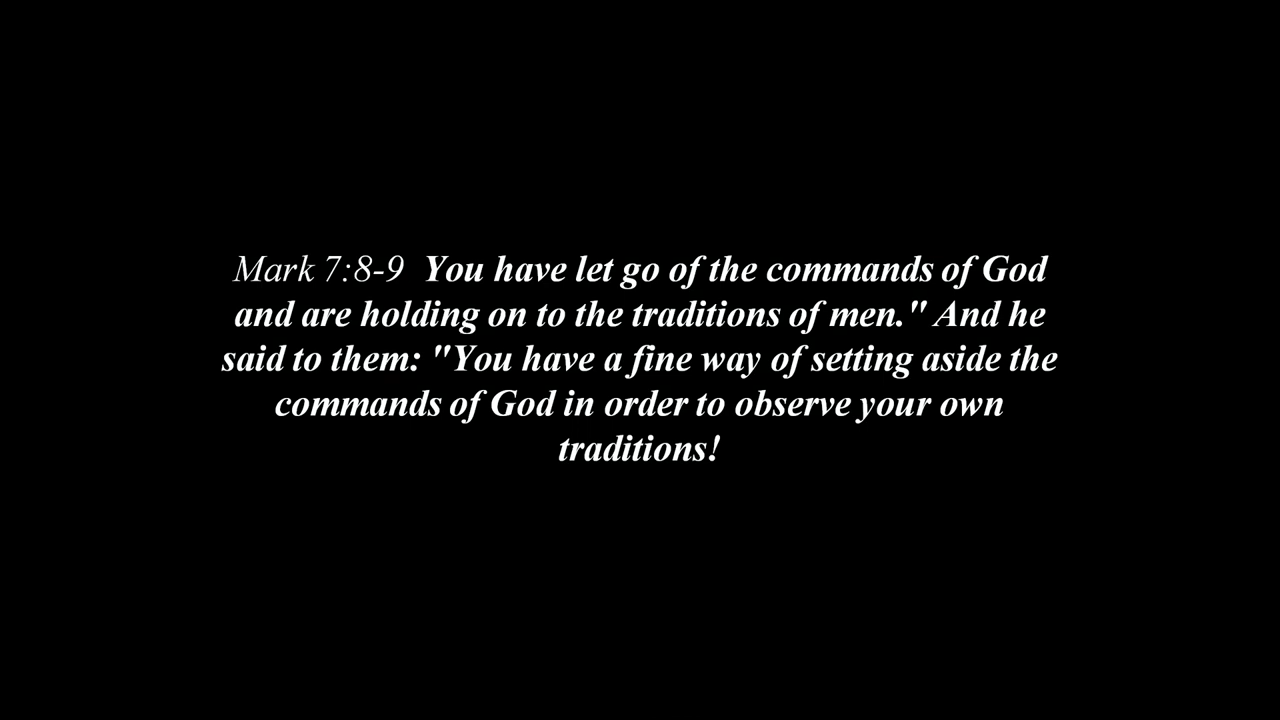 Mark 7:8-9  You have let go of the commands of God
and are holding on to the traditions of men." And he
said to them: "You have a fine way of setting aside the
commands of God in order to observe your own
traditions!